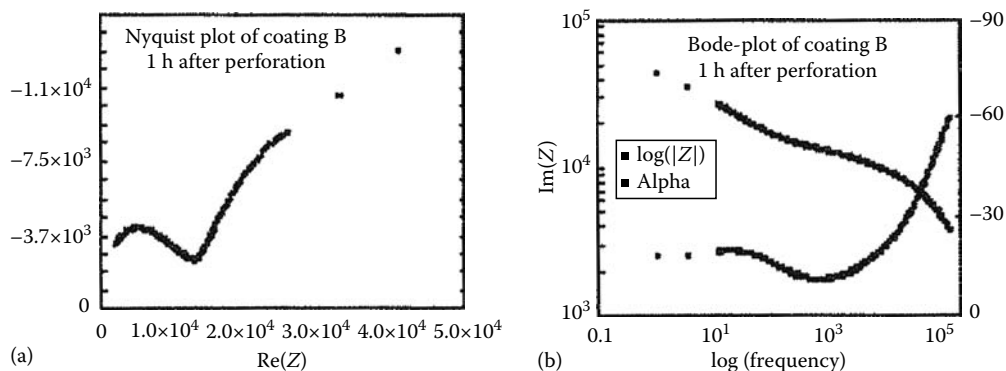 Nyquist plot of coating B
1 h after perforation
−1.1×10⁴
−7.5×10³
−3.7×10³
0
0
1.0×10⁴
2.0×10⁴
3.0×10⁴
4.0×10⁴
5.0×10⁴
Re(Z)
(a)
Bode-plot of coating B
1 h after perforation
log(|Z|)
Alpha
Im(Z)
10⁵
10⁴
10³
−90
−60
−30
0
0.1
10¹
10³
10⁵
log (frequency)
(b)